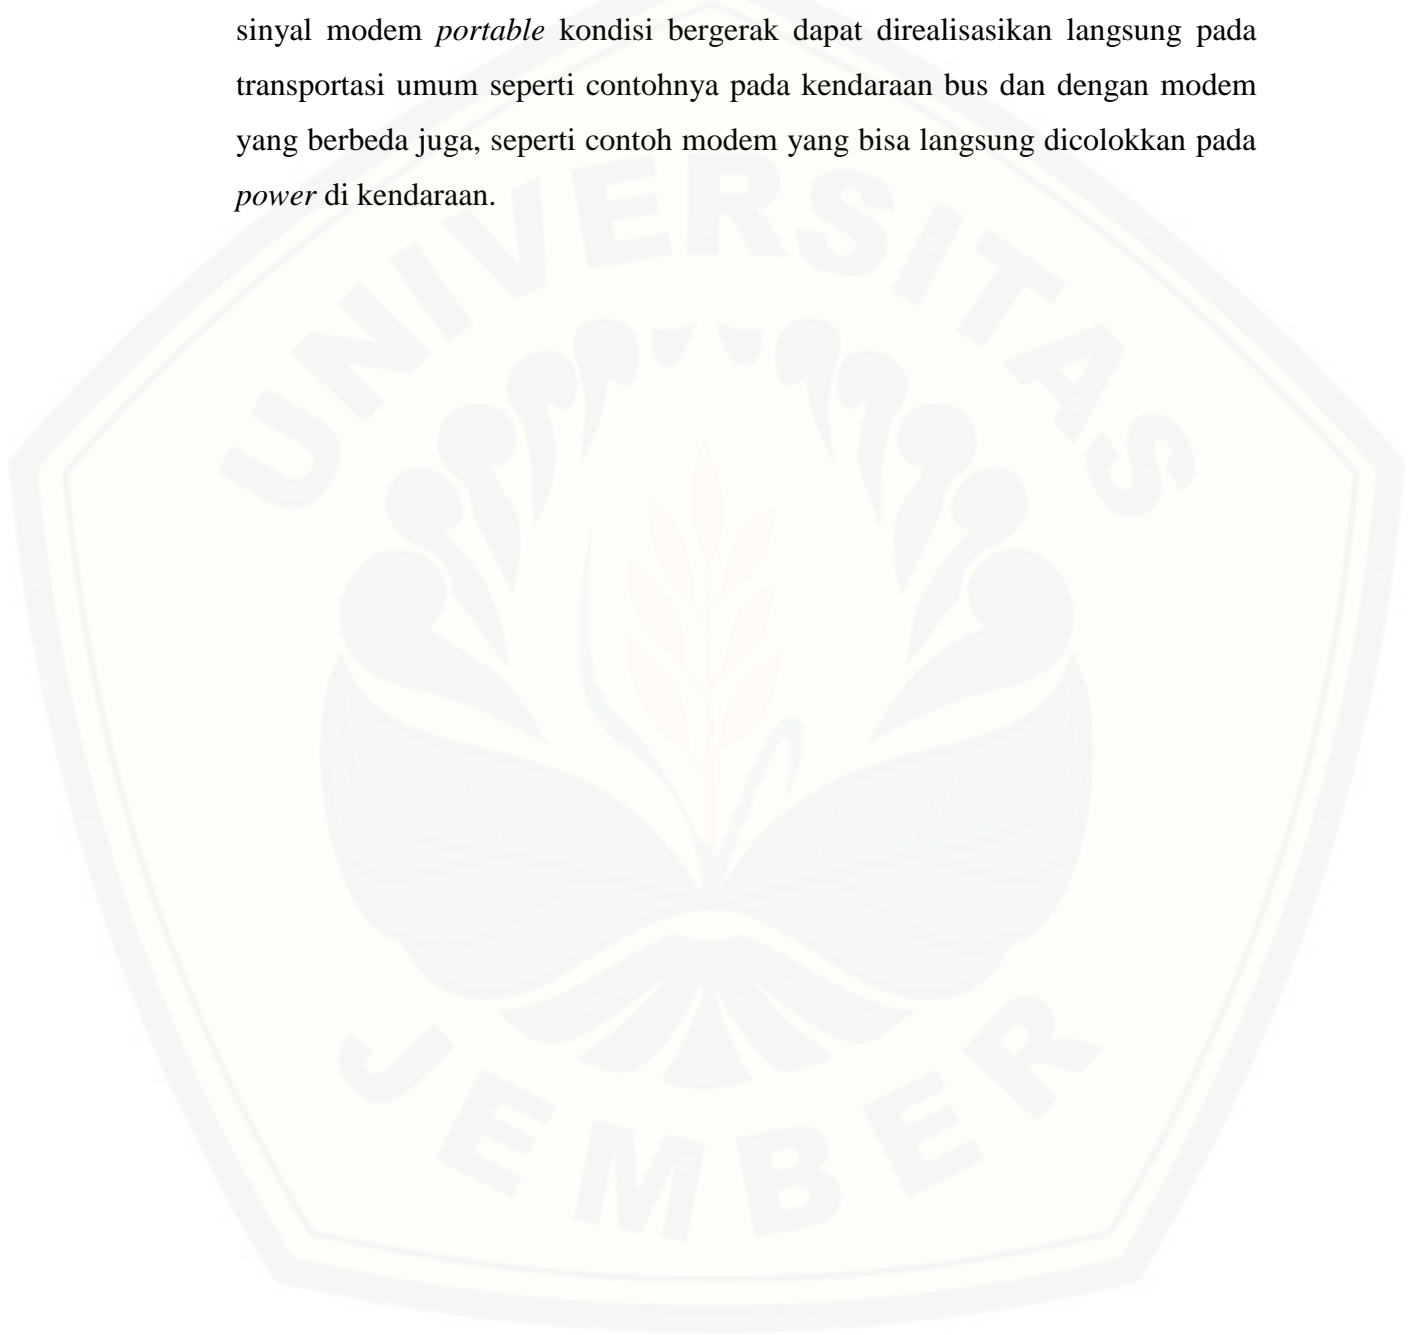 sinyal modem portable kondisi bergerak dapat direalisasikan langsung pada
transportasi umum seperti contohnya pada kendaraan bus dan dengan modem
yang berbeda juga, seperti contoh modem yang bisa langsung dicolokkan pada
power di kendaraan.
UNIVERSITAS
JEMBER